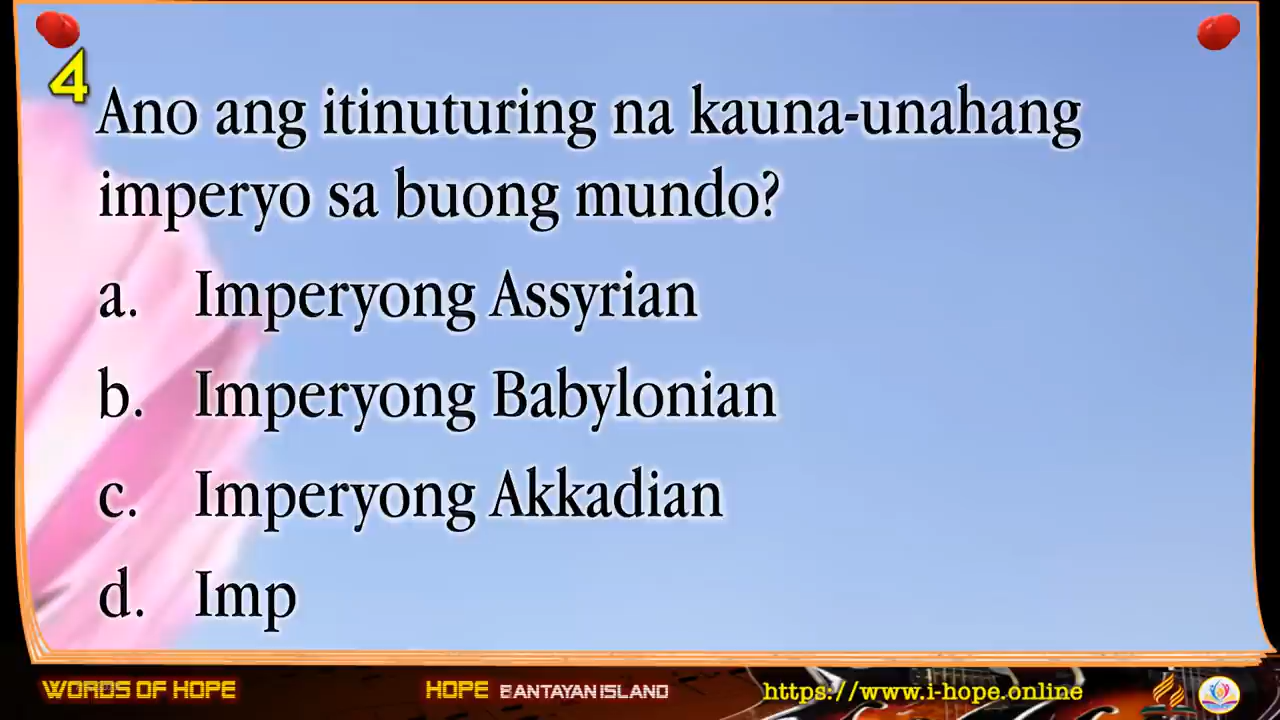 4
Ano ang itinuturing na kauna-unahang
imperyo sa buong mundo?
a. Imperyong Assyrian
b. Imperyong Babylonian
c. Imperyong Akkadian
d. Imp
WORDS OF HOPE HOPE BANTAYAN ISLAND https://www.i-hope.online